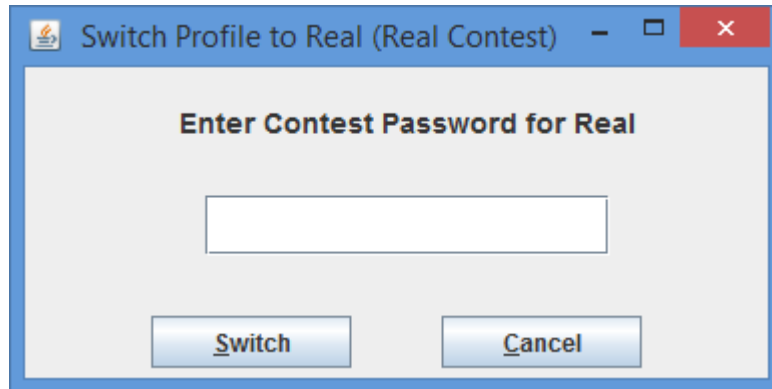 Switch Profile to Real (Real Contest)
Enter Contest Password for Real
Switch Cancel